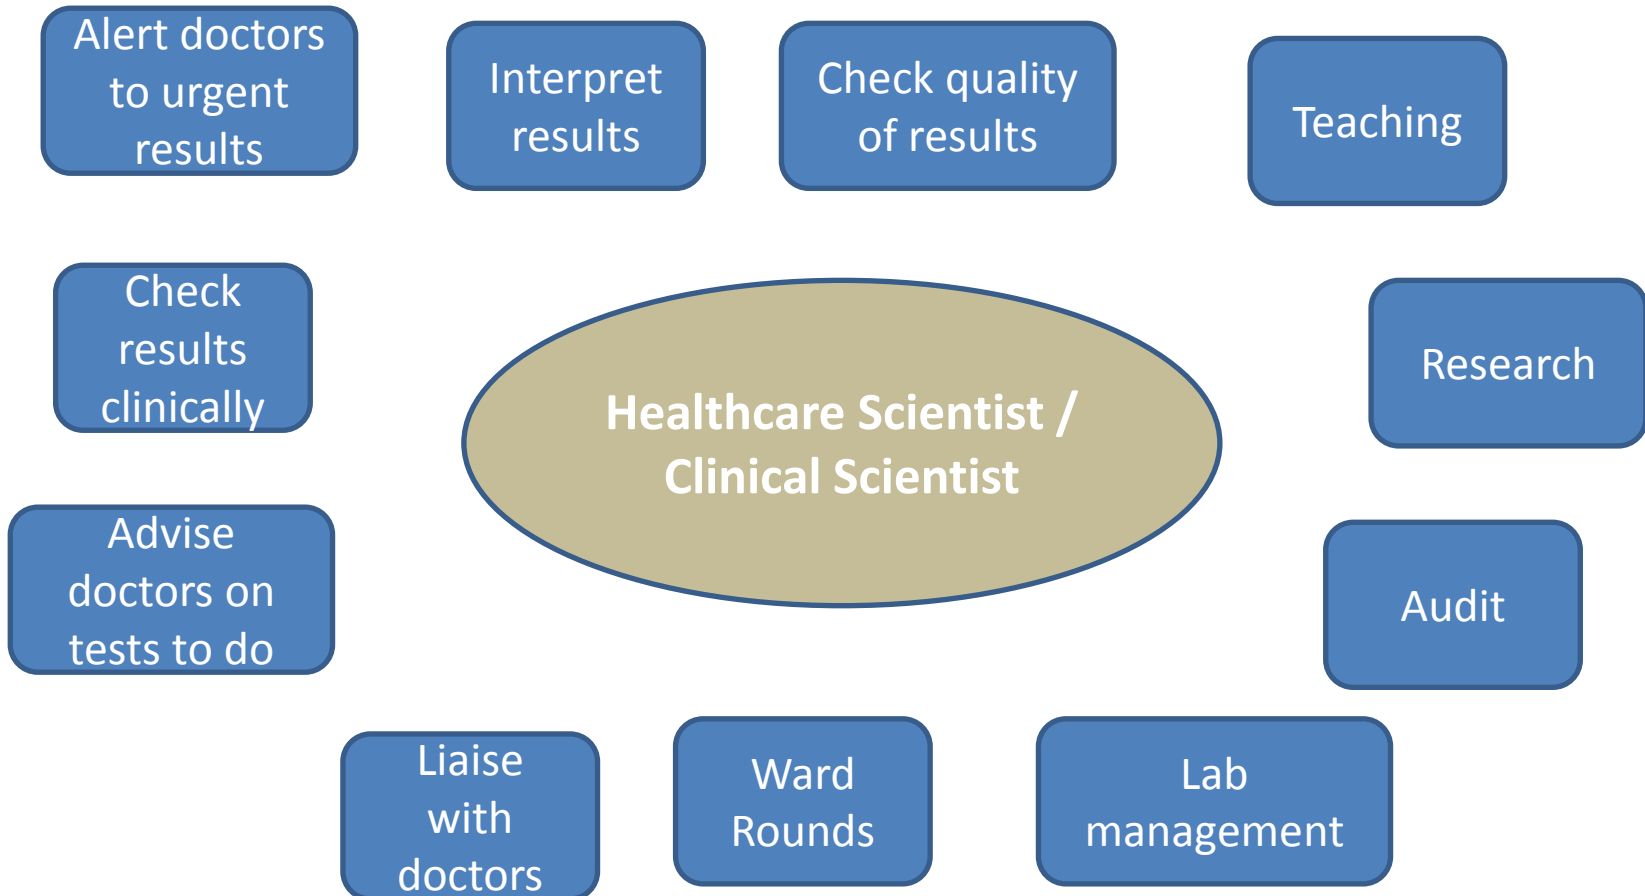 Alert doctors
to urgent
results
Interpret
results
Check quality
of results
Teaching
Check
results
clinically
Healthcare Scientist /
Clinical Scientist
Research
Advise
doctors on
tests to do
Audit
Liaise
with
doctors
Ward
Rounds
Lab
management